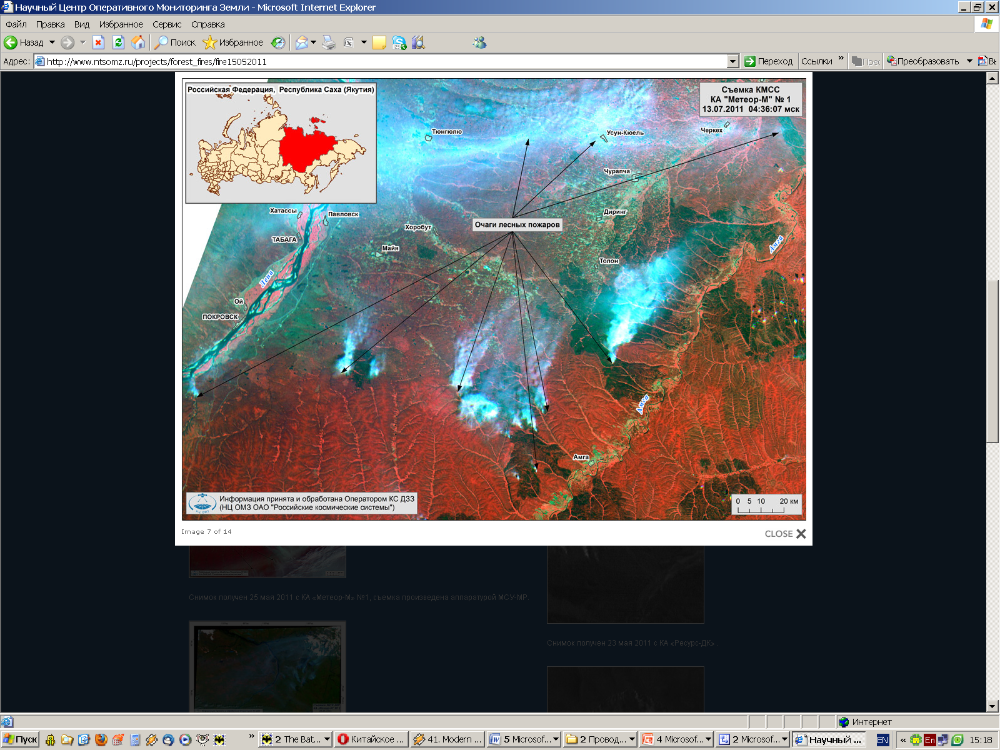 Научный Центр Оперативного Мониторинга Земли - Microsoft Internet Explorer
Файл Правка Вид Избранное Сервис Справка
Назад Поиск Избранное
Адрес: http://www.ntsomz.ru/projects/forest_fires/fire15052011 Переход Ссылки » Прес Преобразовать Вы
Российская Федерация, Республика Саха (Якутия)
Съемка КМСС
КА "Метеор-М" № 1
13.07.2011 04:36:07 мск
Тюнгюлю
Усун-Кюель
Черкех
Чурапча
Хатассы
Павловск
Диринг
Хоробут
Очаги лесных пожаров
ТАБАГА
Майя
Амга
Толон
Лена
Ой
ПОКРОВСК
Амга
Амга
НЦ ОМЗ
Информация принята и обработана Оператором КС ДЗЗ
(НЦ ОМЗ ОАО "Российские космические системы")
0 5 10 20 км
Image 7 of 14
CLOSE
Снимок получен 25 мая 2011 с КА «Метеор-М» №1, съемка произведена аппаратурой МСУ-МР.
Снимок получен 23 мая 2011 с КА «Ресурс-ДК» .
Интернет
Пуск » 2 The Bat... Китайское ... 41. Modern ... 5 Microsof... 2 Провод... 4 Microsof... 2 Microsof... Научный ... EN « En 15:18